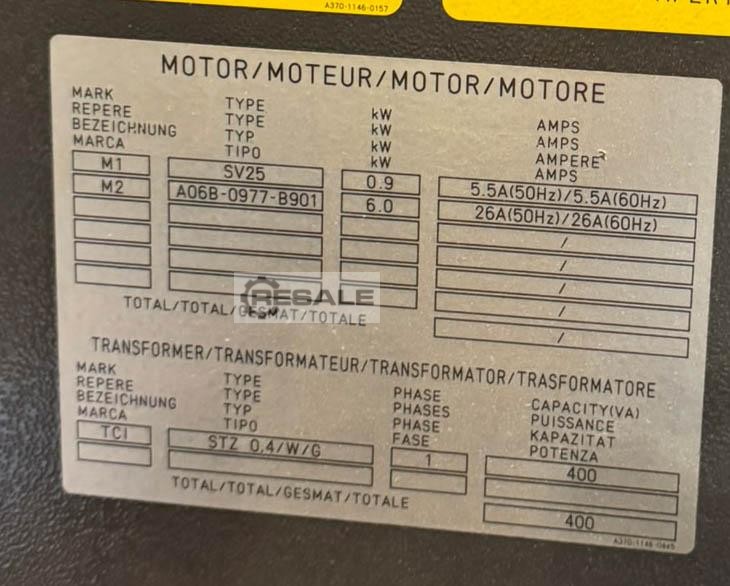 A370-1146-0157
MOTOR/MOTEUR/MOTOR/MOTORE
MARK TYPE kW AMPS
REPERE TYPE kW AMPS
BEZEICHNUNG TYP kW AMPERE
MARCA TIPO kW AMPS
M1 SV25 0.9 5.5A(50Hz)/5.5A(60Hz)
M2 A06B-0977-B901 6.0 26A(50Hz)/26A(60Hz)
/
/
/
/
/
RESALE
TOTAL/TOTAL/GESMAT/TOTALE
TRANSFORMER/TRANSFORMATEUR/TRANSFORMATOR/TRASFORMATORE
MARK TYPE PHASE CAPACITY(VA)
REPERE TYPE PHASES PUISSANCE
BEZEICHNUNG TYP PHASE KAPAZITAT
MARCA TIPO FASE POTENZA
TC1 STZ 0,4/W/G 1 400
TOTAL/TOTAL/GESMAT/TOTALE 400